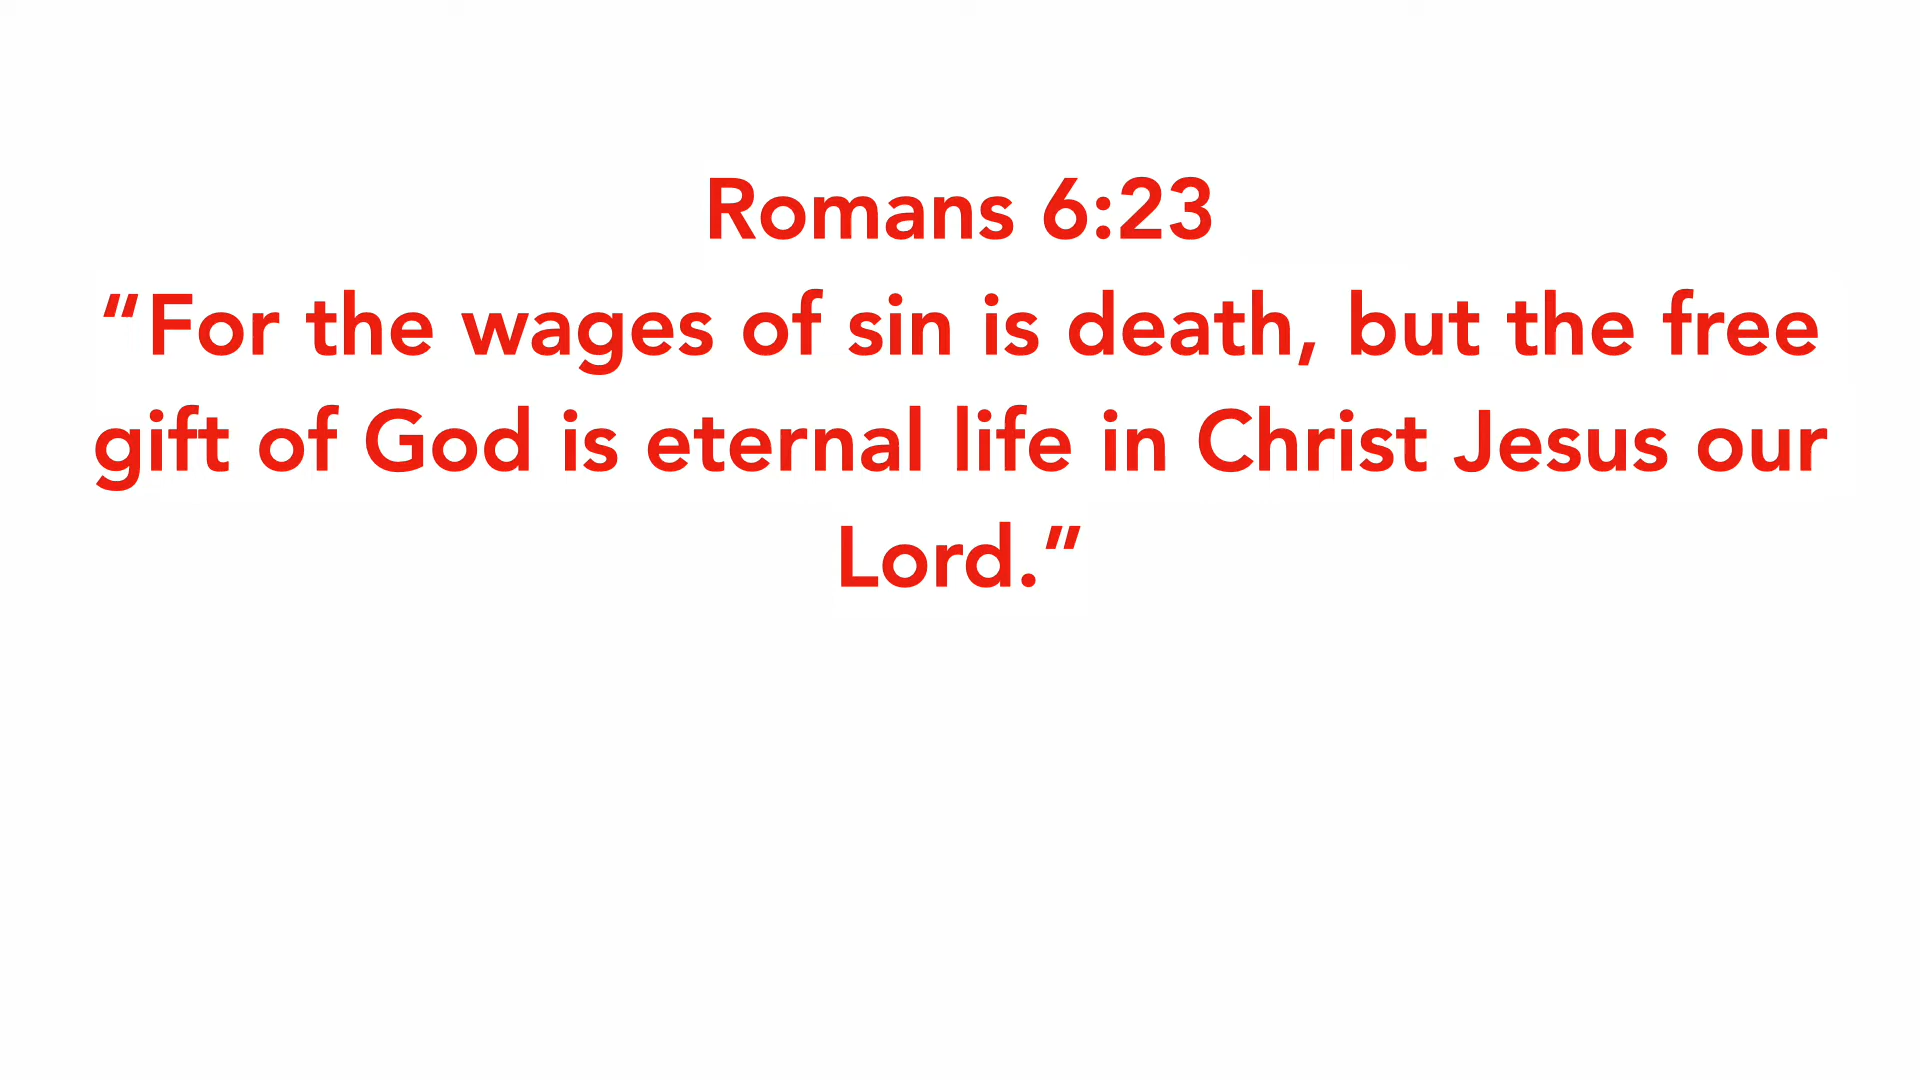 Romans 6:23
“For the wages of sin is death, but the free
gift of God is eternal life in Christ Jesus our
Lord.”